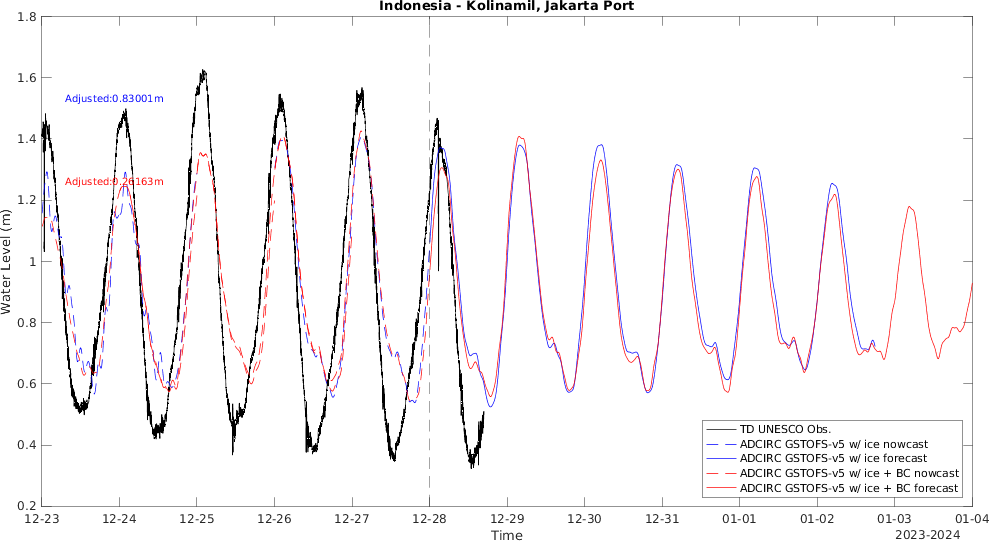 Indonesia - Kolinamil, Jakarta Port
1.8
1.6
1.4
1.2
1
0.8
0.6
0.4
0.2
Water Level (m)
Adjusted:0.83001m
Adjusted:0.26163m
TD UNESCO Obs.
ADCIRC GSTOFS-v5 w/ ice nowcast
ADCIRC GSTOFS-v5 w/ ice forecast
ADCIRC GSTOFS-v5 w/ ice + BC nowcast
ADCIRC GSTOFS-v5 w/ ice + BC forecast
12-23 12-24 12-25 12-26 12-27 12-28 12-29 12-30 12-31 01-01 01-02 01-03 01-04
Time
2023-2024